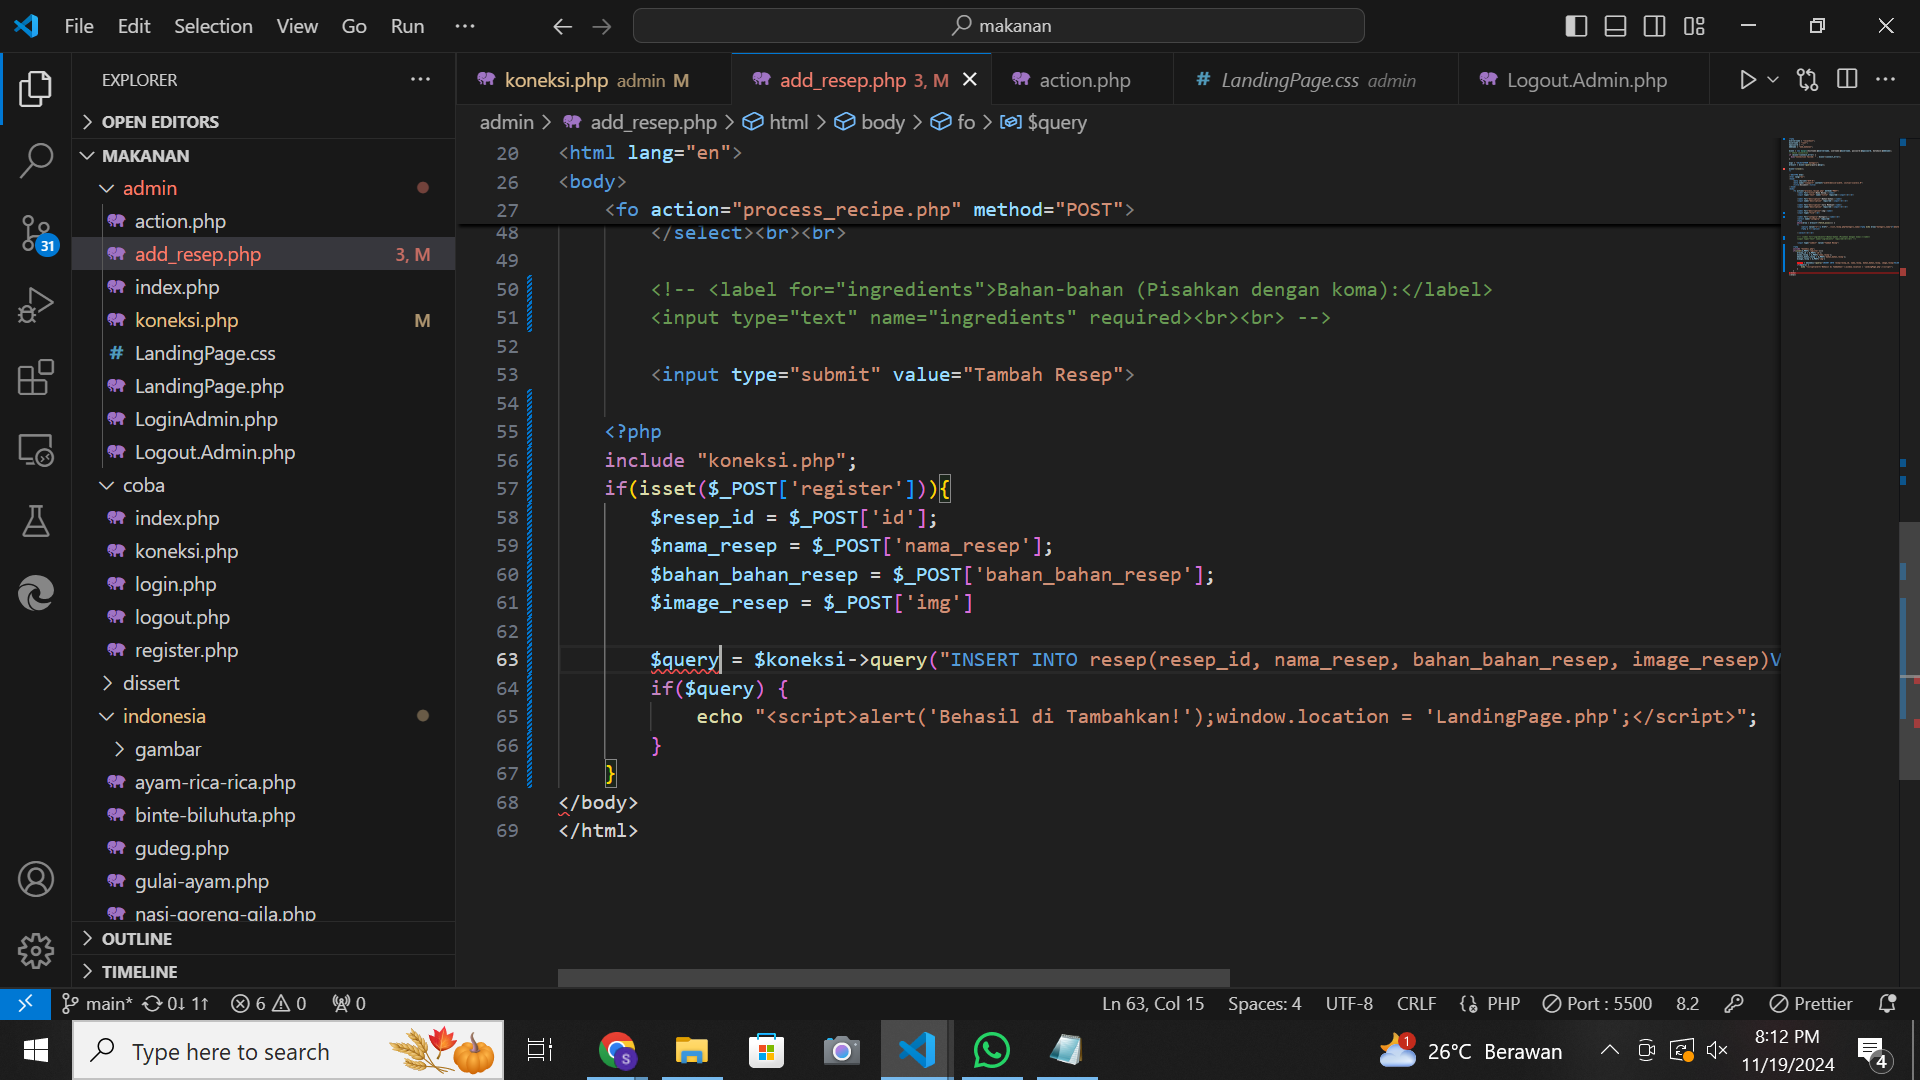 File Edit Selection View Go Run
makanan
EXPLORER
OPEN EDITORS
MAKANAN
admin
action.php
add_resep.php 3, M
index.php
koneksi.php M
LandingPage.css
LandingPage.php
LoginAdmin.php
Logout.Admin.php
coba
index.php
koneksi.php
login.php
logout.php
register.php
dissert
indonesia
gambar
ayam-rica-rica.php
binte-biluhuta.php
gudeg.php
gulai-ayam.php
nasi-goreng-gila.php
OUTLINE
TIMELINE
31
koneksi.php admin M
add_resep.php 3, M
action.php
LandingPage.css admin
Logout.Admin.php
admin > add_resep.php > html > body > fo > $query
20 <html lang="en">
26 <body>
27 <fo action="process_recipe.php" method="POST">
48 </select><br><br>
49
50 <!-- <label for="ingredients">Bahan-bahan (Pisahkan dengan koma):</label>
51 <input type="text" name="ingredients" required><br><br> -->
52
53 <input type="submit" value="Tambah Resep">
54
55 <?php
56 include "koneksi.php";
57 if(isset($_POST['register'])){
58 $resep_id = $_POST['id'];
59 $nama_resep = $_POST['nama_resep'];
60 $bahan_bahan_resep = $_POST['bahan_bahan_resep'];
61 $image_resep = $_POST['img']
62
63 $query = $koneksi->query("INSERT INTO resep(resep_id, nama_resep, bahan_bahan_resep, image_resep)V
64 if($query) {
65 echo "<script>alert('Behasil di Tambahkan!');window.location = 'LandingPage.php';</script>";
66 }
67 }
68 </body>
69 </html>
main* 0↓ 1↑ 6 0 0
Ln 63, Col 15 Spaces: 4 UTF-8 CRLF PHP Port : 5500 8.2 Prettier
Type here to search
S
1
26°C Berawan
8:12 PM
11/19/2024
4